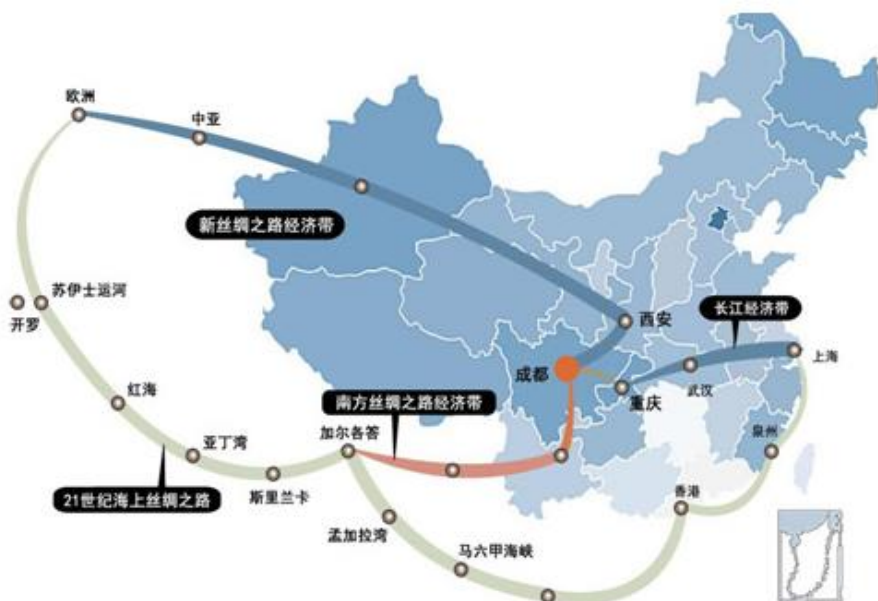 欧洲
中亚
新丝绸之路经济带
苏伊士运河
开罗
西安
长江经济带
上海
成都
重庆
武汉
红海
南方丝绸之路经济带
加尔各答
亚丁湾
泉州
21世纪海上丝绸之路
斯里兰卡
香港
孟加拉湾
马六甲海峡